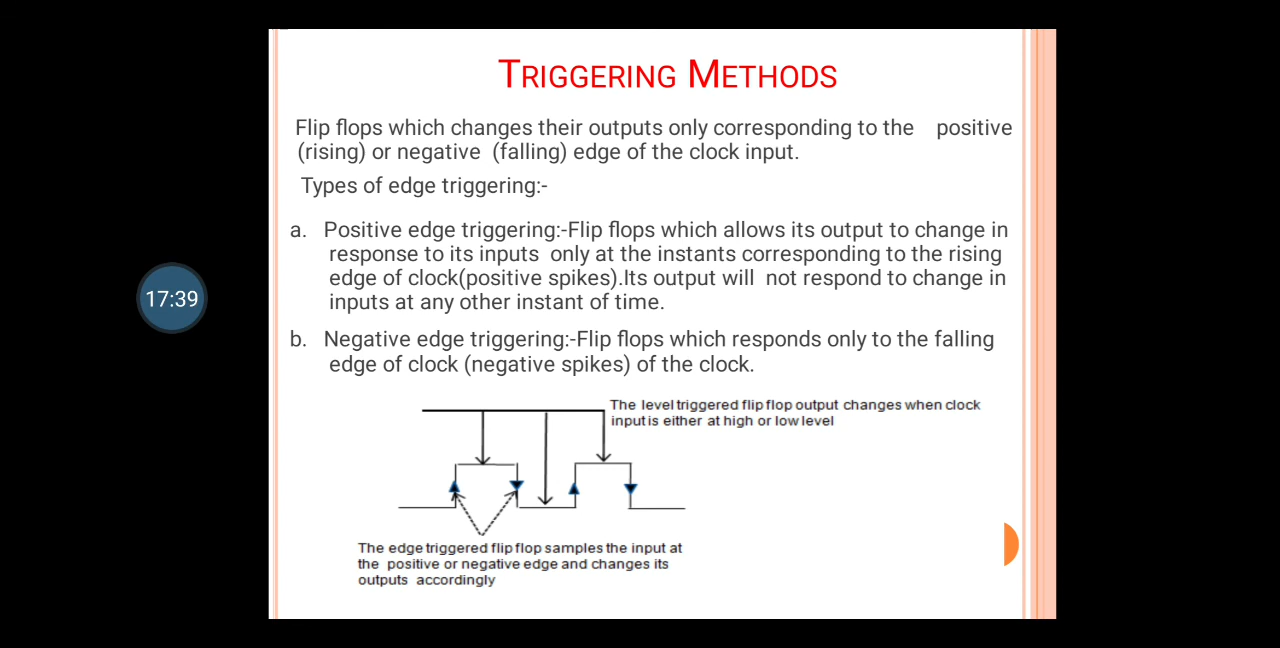 TRIGGERING METHODS
Flip flops which changes their outputs only corresponding to the positive
(rising) or negative (falling) edge of the clock input.
Types of edge triggering:-
a. Positive edge triggering:-Flip flops which allows its output to change in
response to its inputs only at the instants corresponding to the rising
edge of clock(positive spikes).Its output will not respond to change in
inputs at any other instant of time.
17:39
b. Negative edge triggering:-Flip flops which responds only to the falling
edge of clock (negative spikes) of the clock.
The level triggered flip flop output changes when clock
input is either at high or low level
The edge triggered flip flop samples the input at
the positive or negative edge and changes its
outputs accordingly